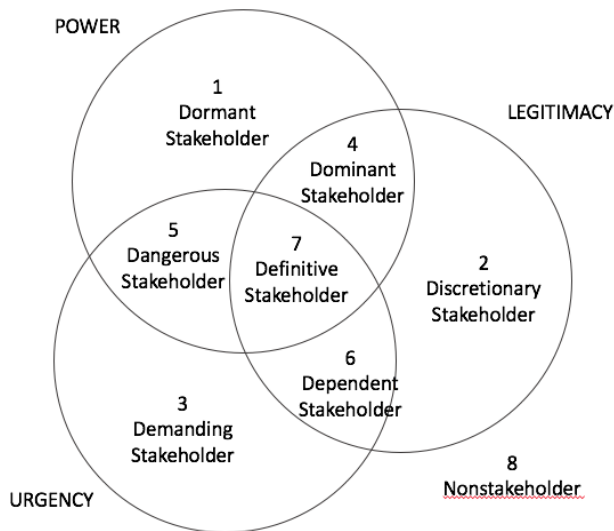 POWER
1
Dormant
Stakeholder
LEGITIMACY
4
Dominant
Stakeholder
5
Dangerous
Stakeholder
7
Definitive
Stakeholder
2
Discretionary
Stakeholder
6
Dependent
Stakeholder
3
Demanding
Stakeholder
8
Nonstakeholder
URGENCY